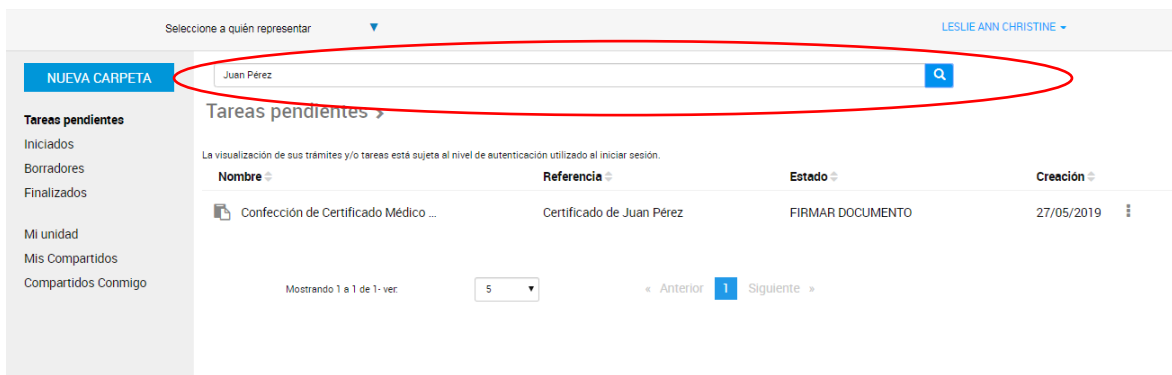 Seleccione a quién representar
LESLIE ANN CHRISTINE
NUEVA CARPETA
Juan Pérez
Tareas pendientes
Tareas pendientes
Iniciados
Borradores
Finalizados
Mi unidad
Mis Compartidos
Compartidos Conmigo
La visualización de sus trámites y/o tareas está sujeta al nivel de autenticación utilizado al iniciar sesión.
Nombre Referencia Estado Creación
Confección de Certificado Médico ... Certificado de Juan Pérez FIRMAR DOCUMENTO 27/05/2019
Mostrando 1 a 1 de 1- ver: 5 « Anterior 1 Siguiente »